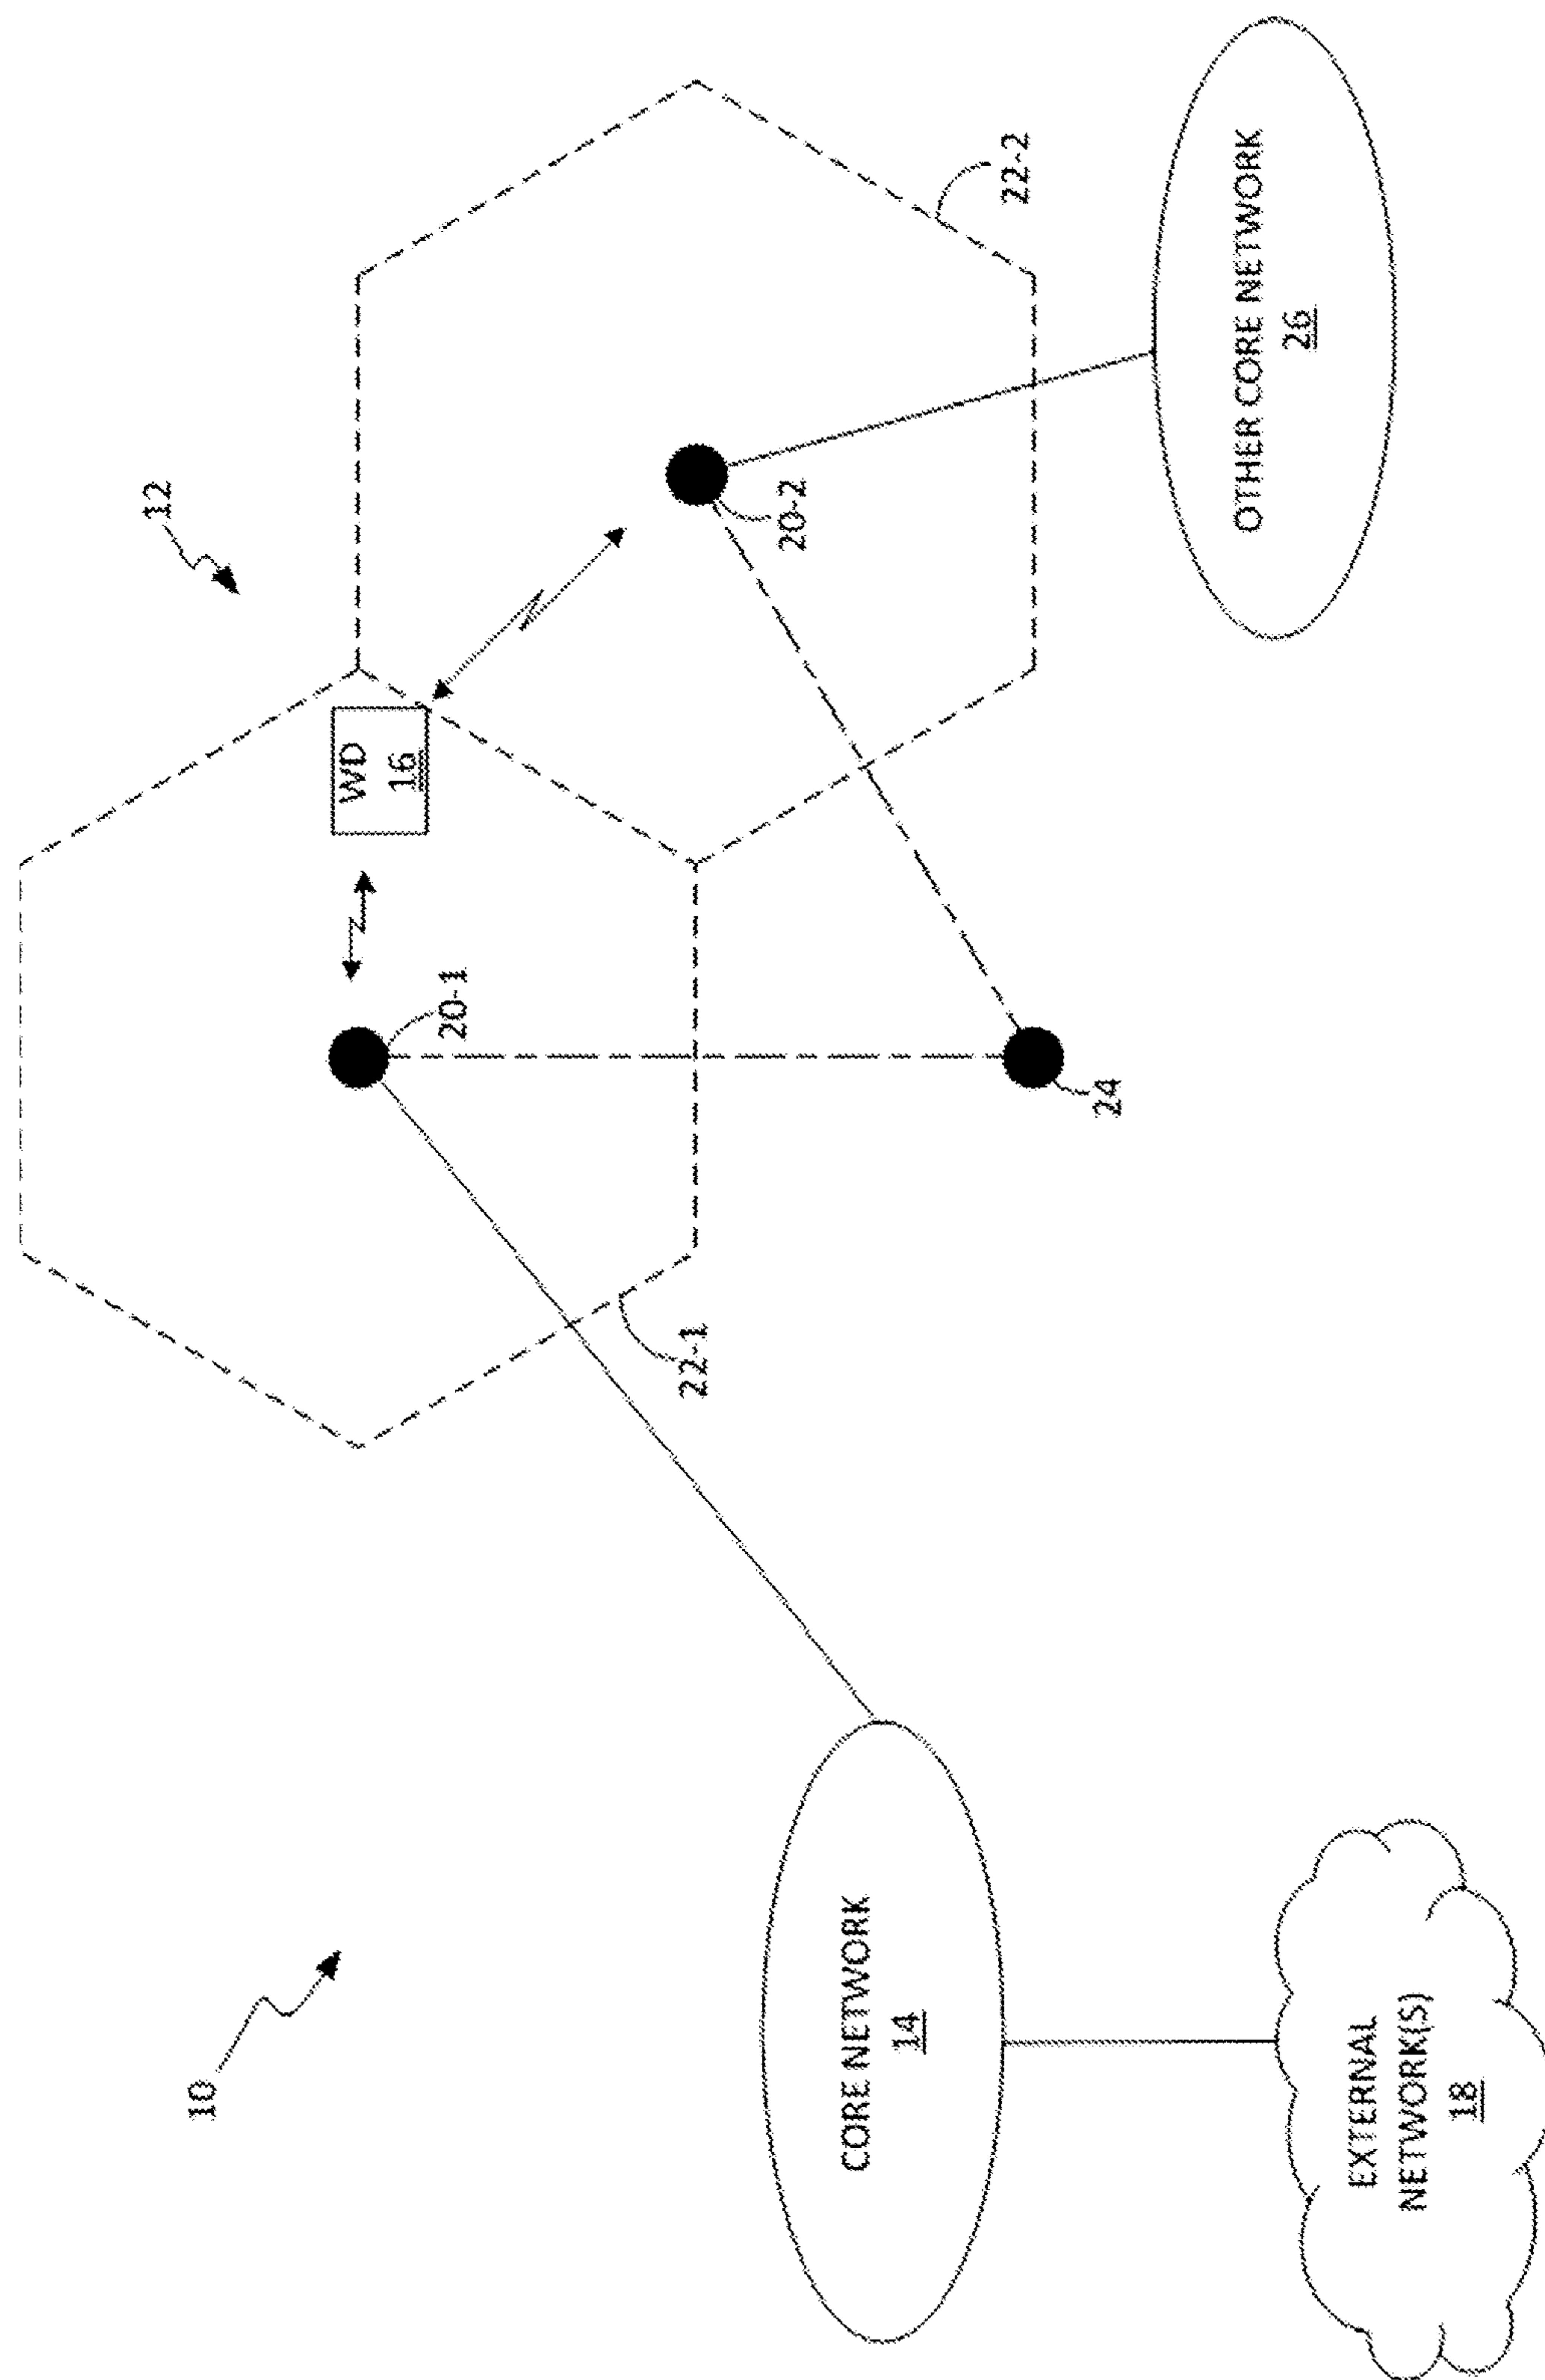 10
12
WD
16
20-1
22-1
20-2
22-2
24
CORE NETWORK
14
EXTERNAL
NETWORK(S)
18
OTHER CORE NETWORK
26